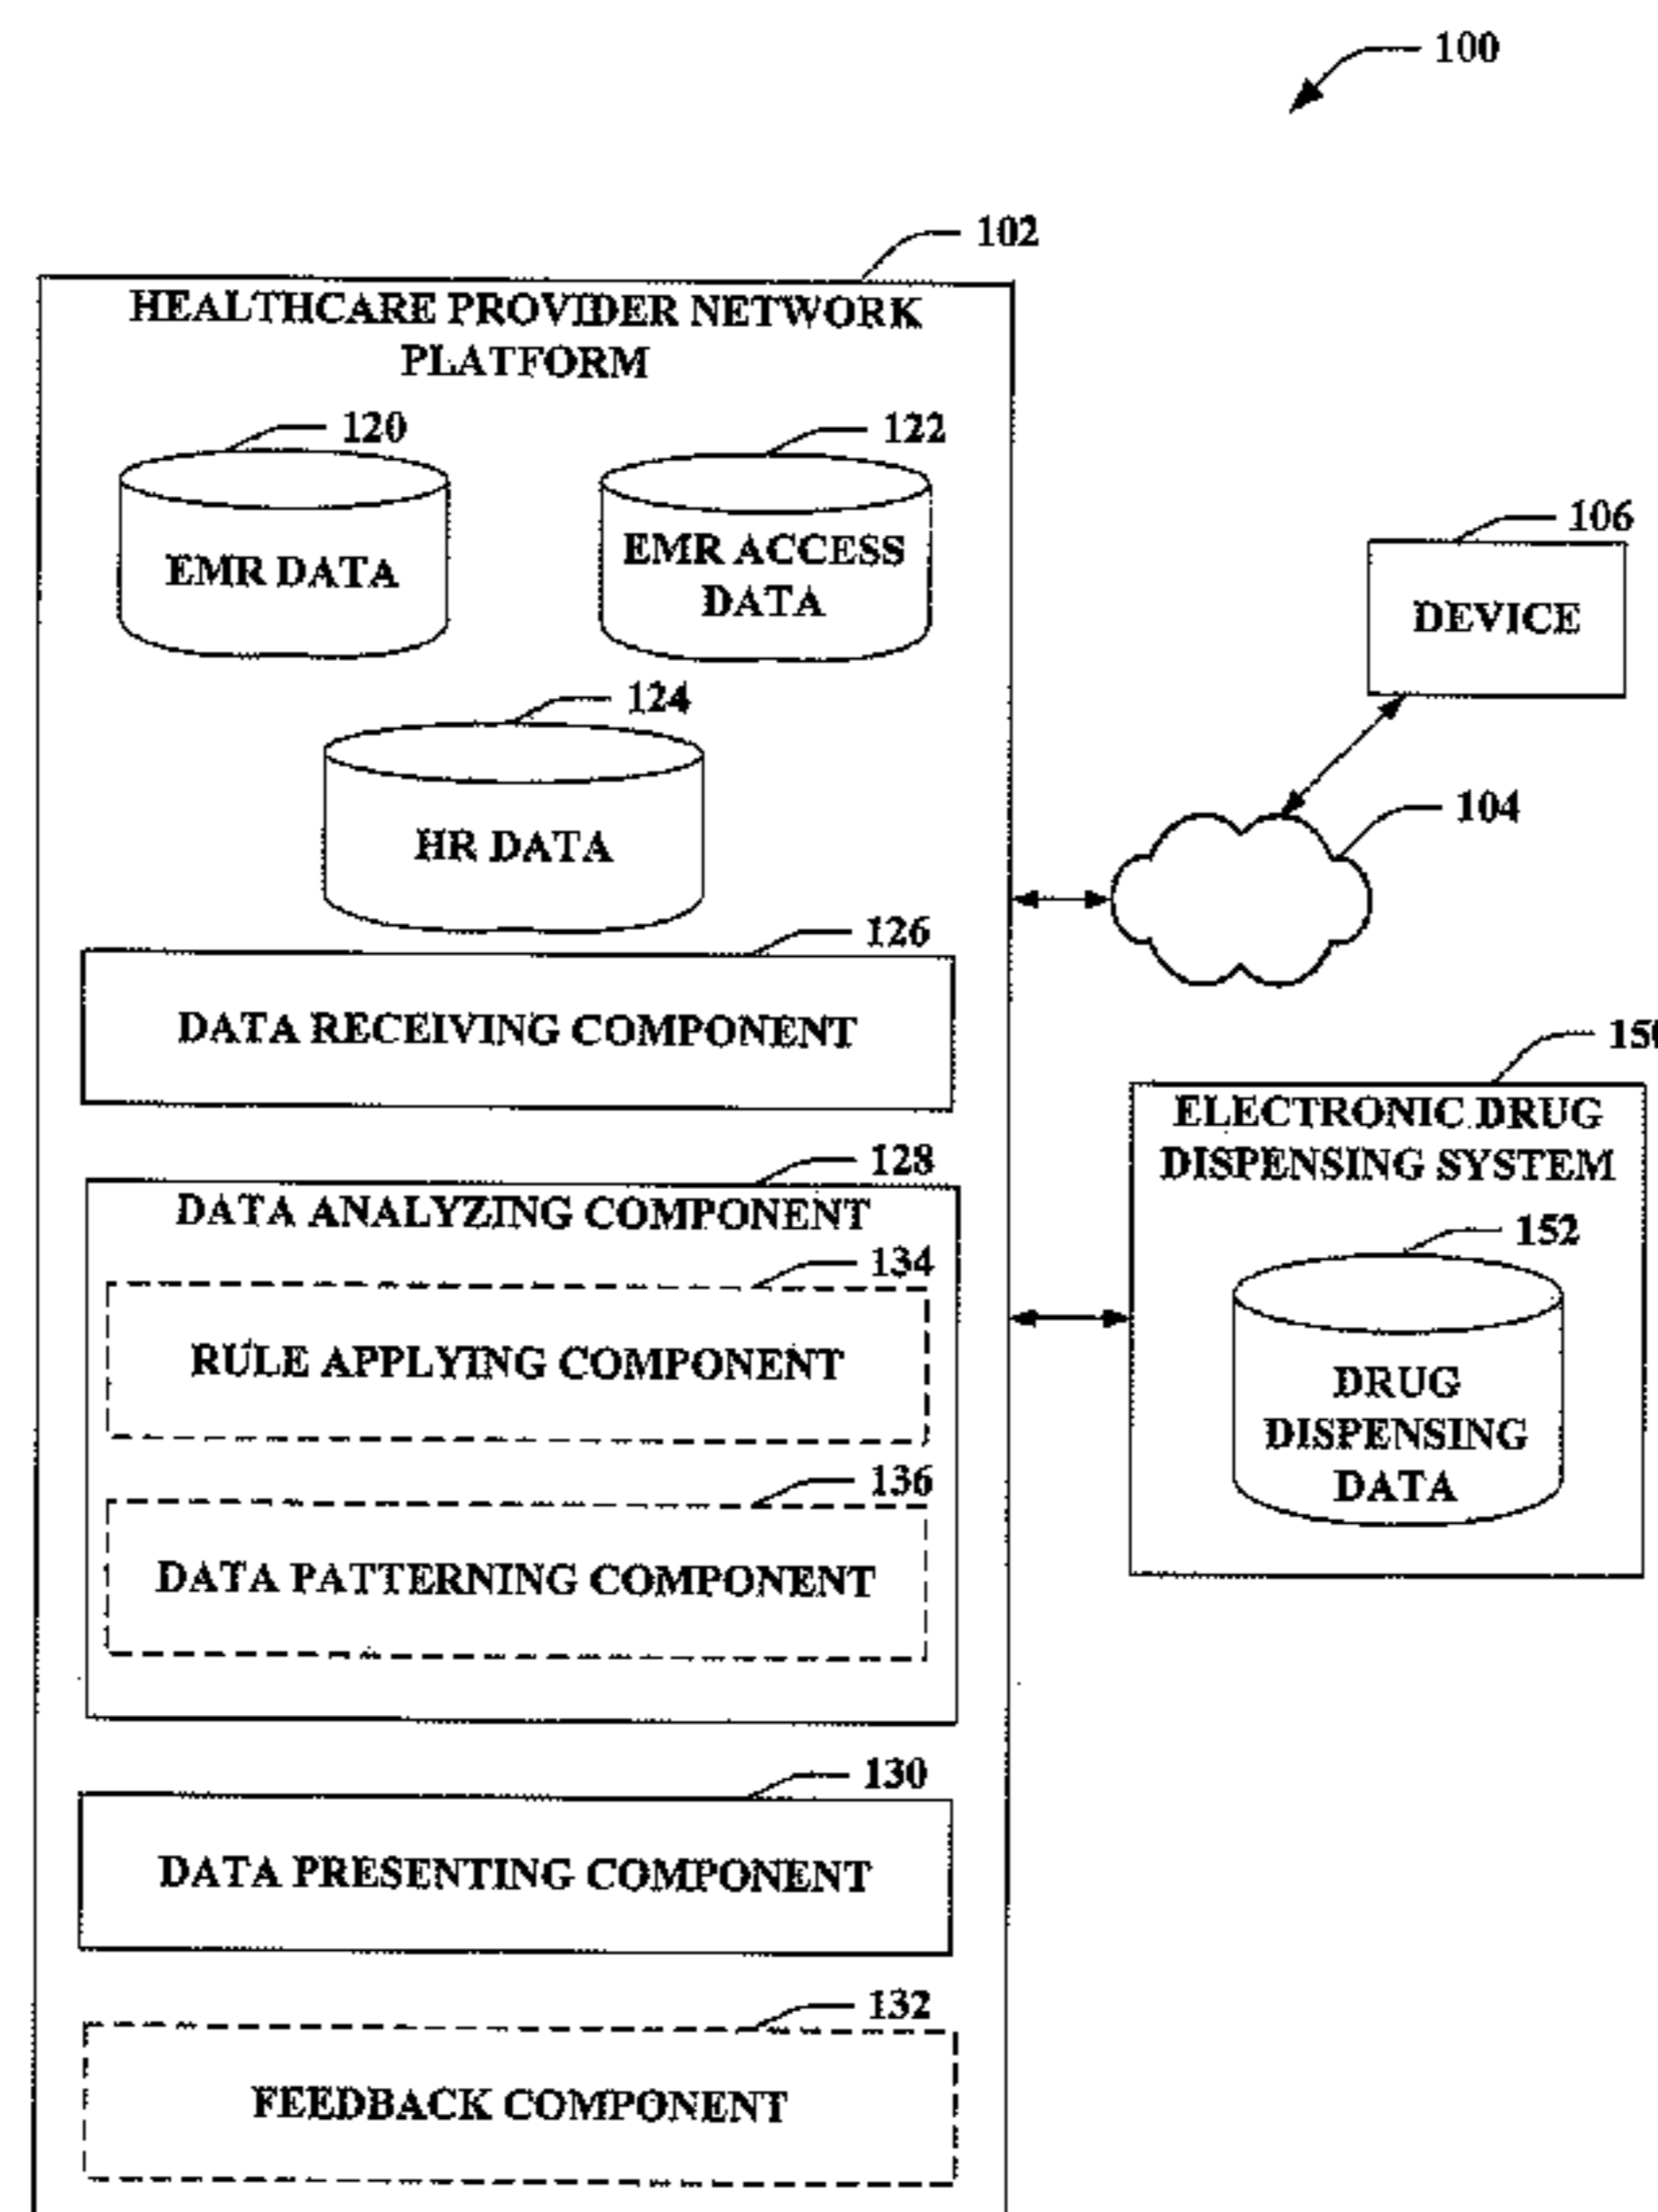 100
102
HEALTHCARE PROVIDER NETWORK
PLATFORM
120
122
EMR DATA
EMR ACCESS
DATA
106
DEVICE
124
HR DATA
104
126
DATA RECEIVING COMPONENT
150
ELECTRONIC DRUG
DISPENSING SYSTEM
128
DATA ANALYZING COMPONENT
152
134
RULE APPLYING COMPONENT
DRUG
DISPENSING
DATA
136
DATA PATTERNING COMPONENT
130
DATA PRESENTING COMPONENT
132
FEEDBACK COMPONENT